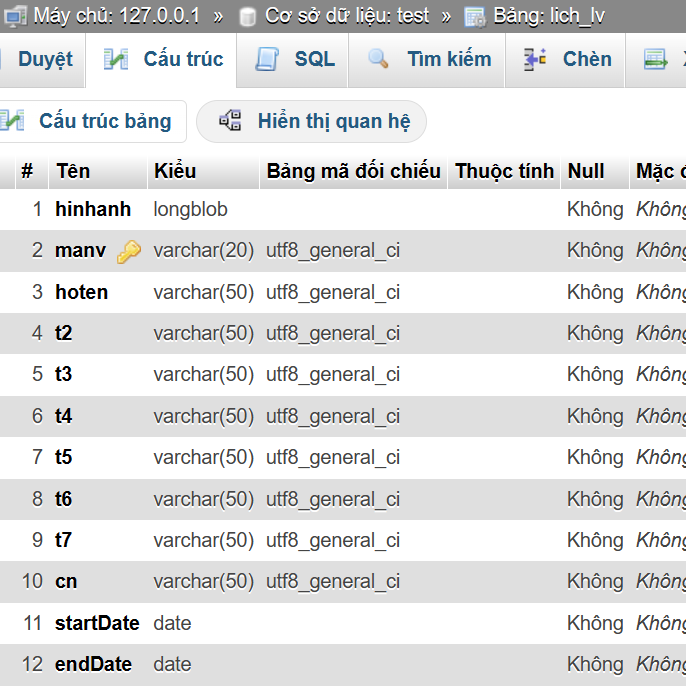 Máy chủ: 127.0.0.1 » Cơ sở dữ liệu: test » Bảng: lich_lv
Duyệt Cấu trúc SQL Tìm kiếm Chèn
Cấu trúc bảng Hiển thị quan hệ
# Tên Kiểu Bảng mã đối chiếu Thuộc tính Null Mặc
1 hinhanh longblob Không Không
2 manv varchar(20) utf8_general_ci Không Không
3 hoten varchar(50) utf8_general_ci Không Không
4 t2 varchar(50) utf8_general_ci Không Không
5 t3 varchar(50) utf8_general_ci Không Không
6 t4 varchar(50) utf8_general_ci Không Không
7 t5 varchar(50) utf8_general_ci Không Không
8 t6 varchar(50) utf8_general_ci Không Không
9 t7 varchar(50) utf8_general_ci Không Không
10 cn varchar(50) utf8_general_ci Không Không
11 startDate date Không Không
12 endDate date Không Không